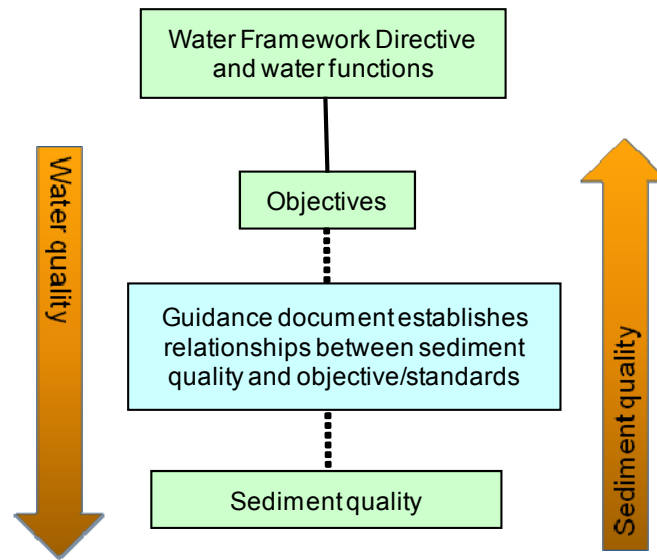 Water Framework Directive
and water functions
Water quality
Objectives
Guidance document establishes
relationships between sediment
quality and objective/standards
Sediment quality
Sediment quality